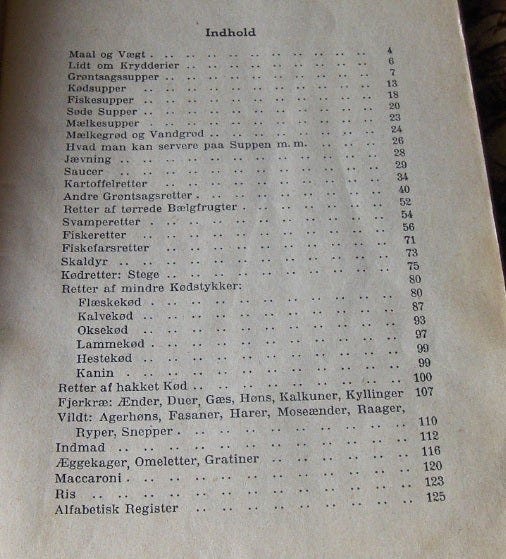 Indhold
Maal og Vægt . .. .. .. .. .. .. .. 4
Lidt om Krydderier .. .. .. .. .. .. 6
Grøntsagssupper .. .. .. .. .. .. .. 7
Kødsupper .. .. .. .. .. .. .. .. 13
Fiskesupper .. .. .. .. .. .. .. .. 18
Søde Supper .. .. .. .. .. .. .. .. 20
Mælkesupper .. .. .. .. .. .. .. .. 23
Mælkegrød og Vandgrød .. .. .. .. .. .. 24
Hvad man kan servere paa Suppen m. m. .. .. .. 26
Jævning .. .. .. .. .. .. .. .. .. 28
Saucer .. .. .. .. .. .. .. .. .. 29
Kartoffelretter .. .. .. .. .. .. .. 34
Andre Grøntsagsretter . .. .. .. .. .. .. 40
Retter af tørrede Bælgfrugter . .. .. .. .. .. 52
Svamperetter .. .. .. .. .. .. .. .. 54
Fiskeretter .. .. .. .. .. .. .. .. 56
Fiskefarsretter .. .. .. .. .. .. .. 71
Skaldyr .. .. .. .. .. .. .. .. .. 73
Kødretter: Stege .. .. .. .. .. .. .. 75
Retter af mindre Kødstykker: .. .. .. .. .. 80
Flæskekød . .. .. .. .. .. .. .. 80
Kalvekød .. .. .. .. .. .. .. .. 87
Oksekød .. .. .. .. .. .. .. .. 93
Lammekød .. .. .. .. .. .. .. .. 97
Hestekød .. .. .. .. .. .. .. .. 99
Kanin . .. .. .. .. .. .. .. .. 99
Retter af hakket Kød .. .. .. .. .. .. .. 100
Fjerkræ: Ænder, Duer, Gæs, Høns, Kalkuner, Kyllinger 107
Vildt: Agerhøns, Fasaner, Harer, Moseænder, Raager,
Ryper, Snepper . .. .. .. .. .. .. .. 110
Indmad .. .. .. .. .. .. .. .. .. 112
Æggekager, Omeletter, Gratiner .. .. .. .. .. 116
Maccaroni . .. .. .. .. .. .. .. .. 120
Ris .. .. .. .. .. .. .. .. .. .. 123
Alfabetisk Register .. .. .. .. .. .. .. 125